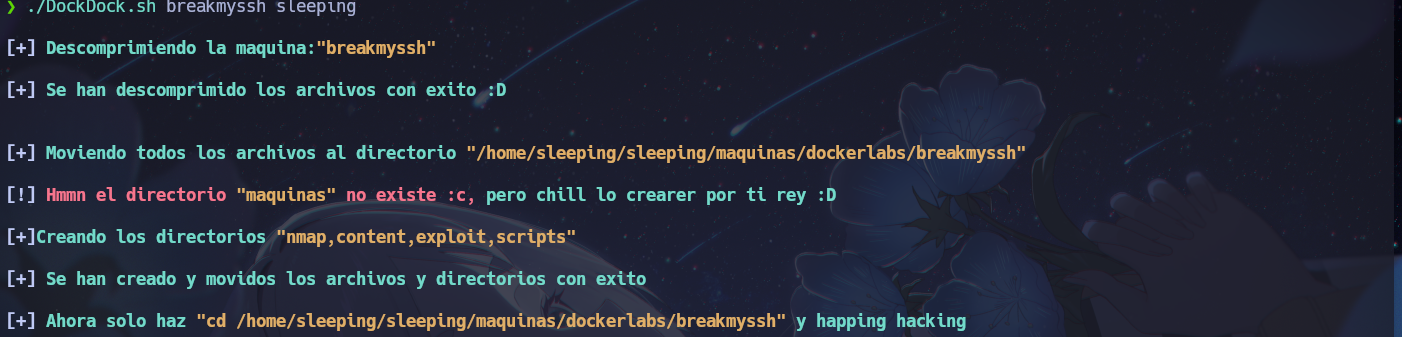 ❯ ./DockDock.sh breakmyssh sleeping
[+] Descomprimiendo la maquina:"breakmyssh"
[+] Se han descomprimido los archivos con exito :D
[+] Moviendo todos los archivos al directorio "/home/sleeping/sleeping/maquinas/dockerlabs/breakmyssh"
[!] Hmmn el directorio "maquinas" no existe :c, pero chill lo crearer por ti rey :D
[+]Creando los directorios "nmap,content,exploit,scripts"
[+] Se han creado y movidos los archivos y directorios con exito
[+] Ahora solo haz "cd /home/sleeping/sleeping/maquinas/dockerlabs/breakmyssh" y happing hacking